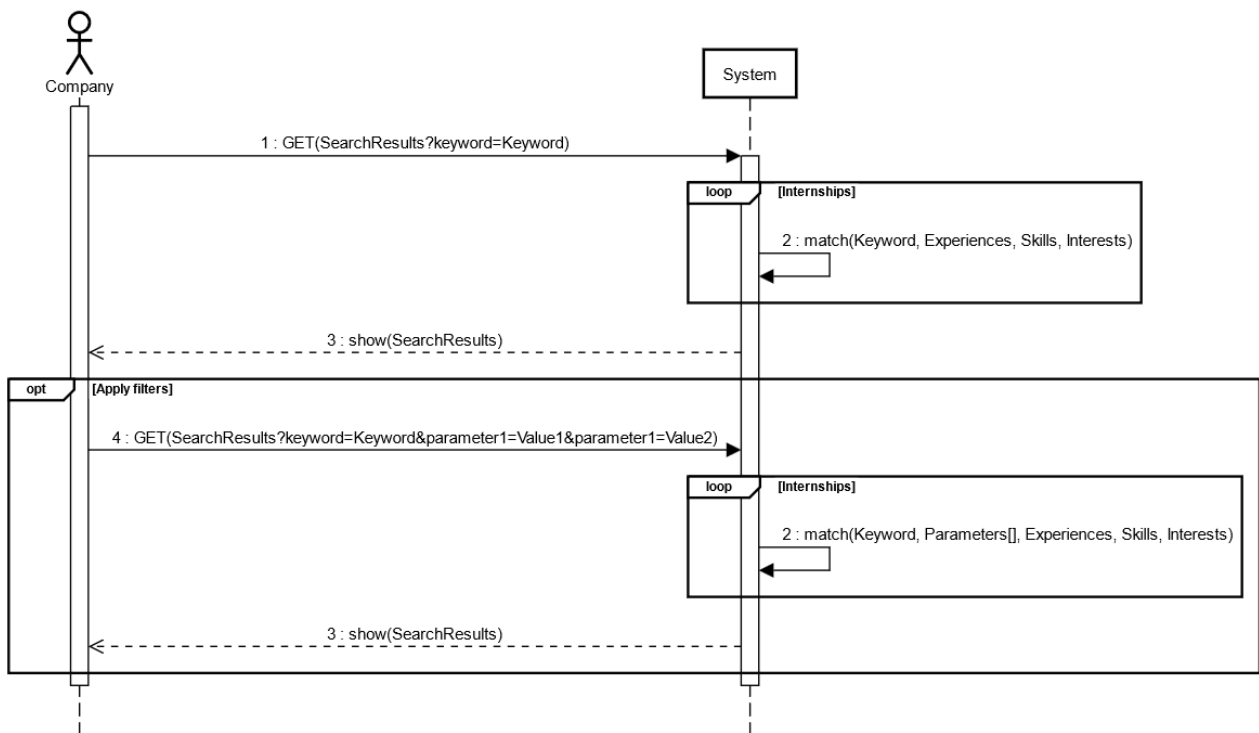 Company
System
1 : GET(SearchResults?keyword=Keyword)
loop
[Internships]
2 : match(Keyword, Experiences, Skills, Interests)
3 : show(SearchResults)
opt
[Apply filters]
4 : GET(SearchResults?keyword=Keyword&parameter1=Value1&parameter1=Value2)
loop
[Internships]
2 : match(Keyword, Parameters[], Experiences, Skills, Interests)
3 : show(SearchResults)